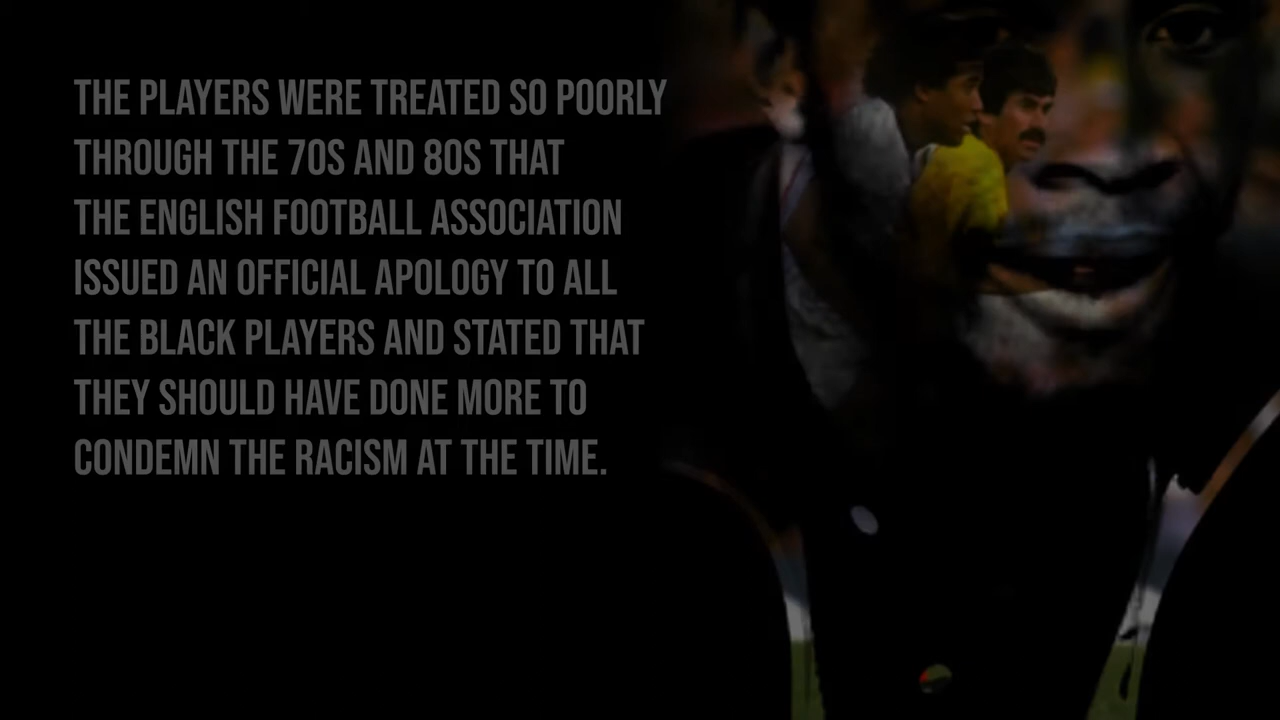 THE PLAYERS WERE TREATED SO POORLY
THROUGH THE 70S AND 80S THAT
THE ENGLISH FOOTBALL ASSOCIATION
ISSUED AN OFFICIAL APOLOGY TO ALL
THE BLACK PLAYERS AND STATED THAT
THEY SHOULD HAVE DONE MORE TO
CONDEMN THE RACISM AT THE TIME.